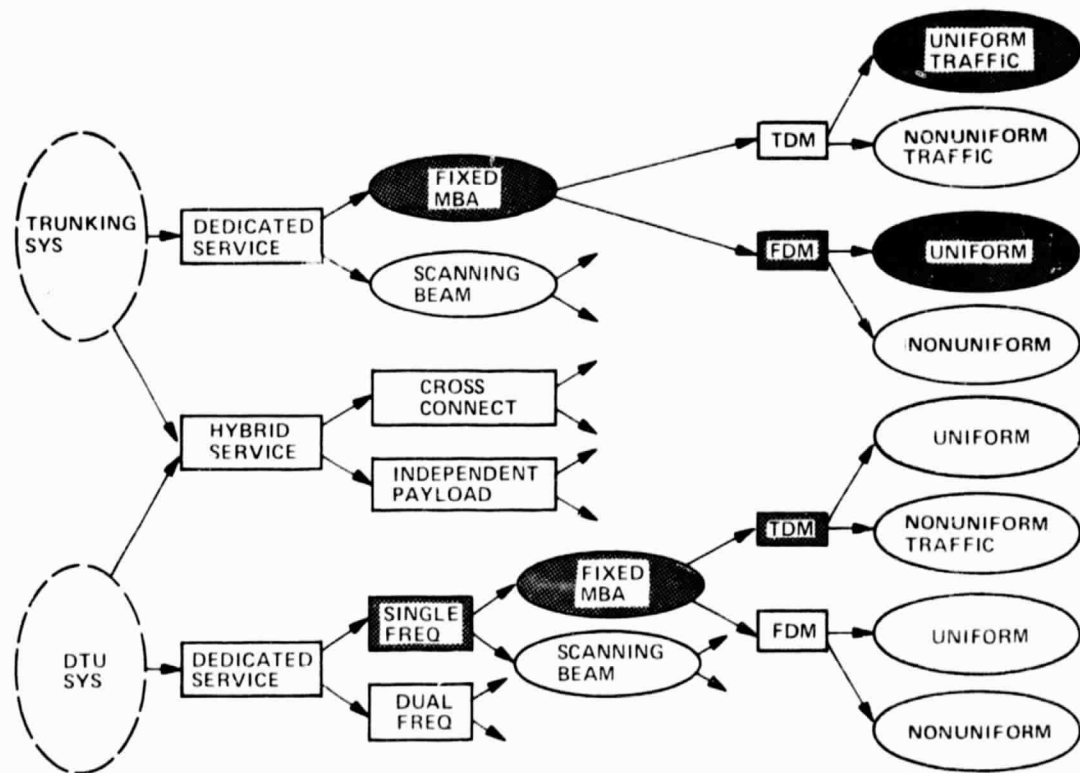 UNIFORM
TRAFFIC
TDM
NONUNIFORM
TRAFFIC
FIXED
MBA
TRUNKING
SYS
DEDICATED
SERVICE
SCANNING
BEAM
FDM
UNIFORM
NONUNIFORM
CROSS
CONNECT
HYBRID
SERVICE
INDEPENDENT
PAYLOAD
UNIFORM
TDM
NONUNIFORM
TRAFFIC
FIXED
MBA
SINGLE
FREQ
DTU
SYS
DEDICATED
SERVICE
SCANNING
BEAM
FDM
UNIFORM
DUAL
FREQ
NONUNIFORM